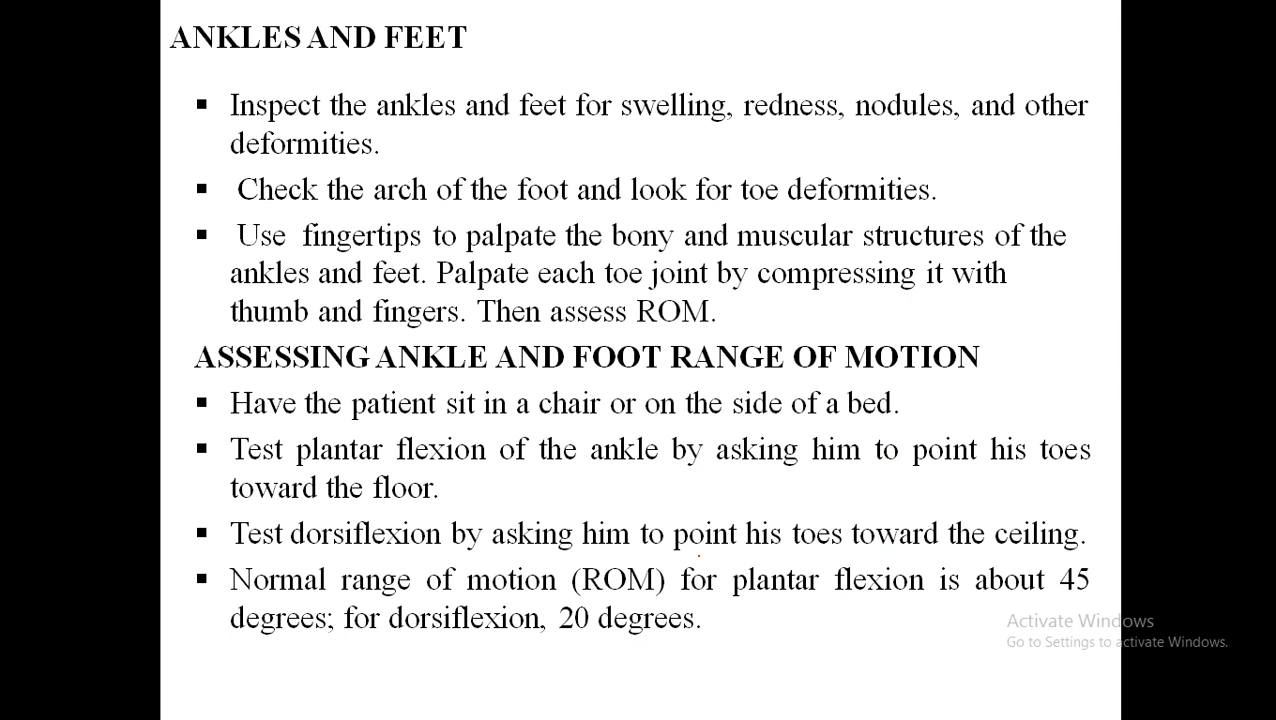 ANKLES AND FEET
▪ Inspect the ankles and feet for swelling, redness, nodules, and other
deformities.
▪ Check the arch of the foot and look for toe deformities.
▪ Use fingertips to palpate the bony and muscular structures of the
ankles and feet. Palpate each toe joint by compressing it with
thumb and fingers. Then assess ROM.
ASSESSING ANKLE AND FOOT RANGE OF MOTION
▪ Have the patient sit in a chair or on the side of a bed.
▪ Test plantar flexion of the ankle by asking him to point his toes
toward the floor.
▪ Test dorsiflexion by asking him to point his toes toward the ceiling.
▪ Normal range of motion (ROM) for plantar flexion is about 45
degrees; for dorsiflexion, 20 degrees.
Activate Windows
Go to Settings to activate Windows.